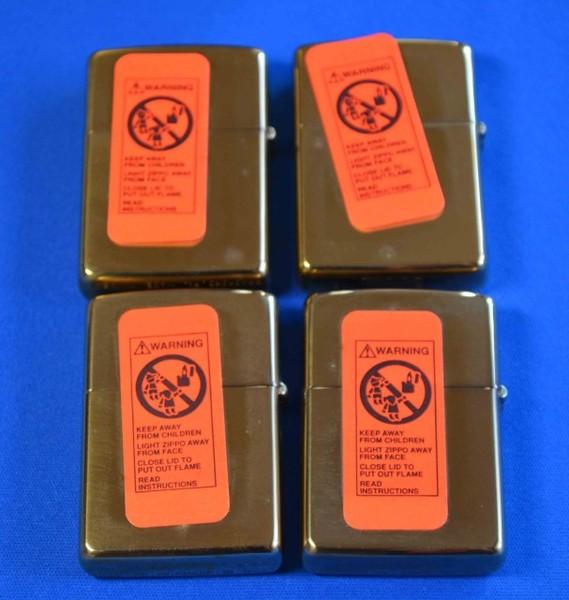 WARNING
KEEP AWAY
FROM CHILDREN
LIGHT ZIPPO AWAY
FROM FACE
CLOSE LID TO
PUT OUT FLAME
READ
INSTRUCTIONS
WARNING
KEEP AWAY
FROM CHILDREN
LIGHT ZIPPO AWAY
FROM FACE
CLOSE LID TO
PUT OUT FLAME
READ
INSTRUCTIONS
WARNING
KEEP AWAY
FROM CHILDREN
LIGHT ZIPPO AWAY
FROM FACE
CLOSE LID TO
PUT OUT FLAME
READ
INSTRUCTIONS
WARNING
KEEP AWAY
FROM CHILDREN
LIGHT ZIPPO AWAY
FROM FACE
CLOSE LID TO
PUT OUT FLAME
READ
INSTRUCTIONS